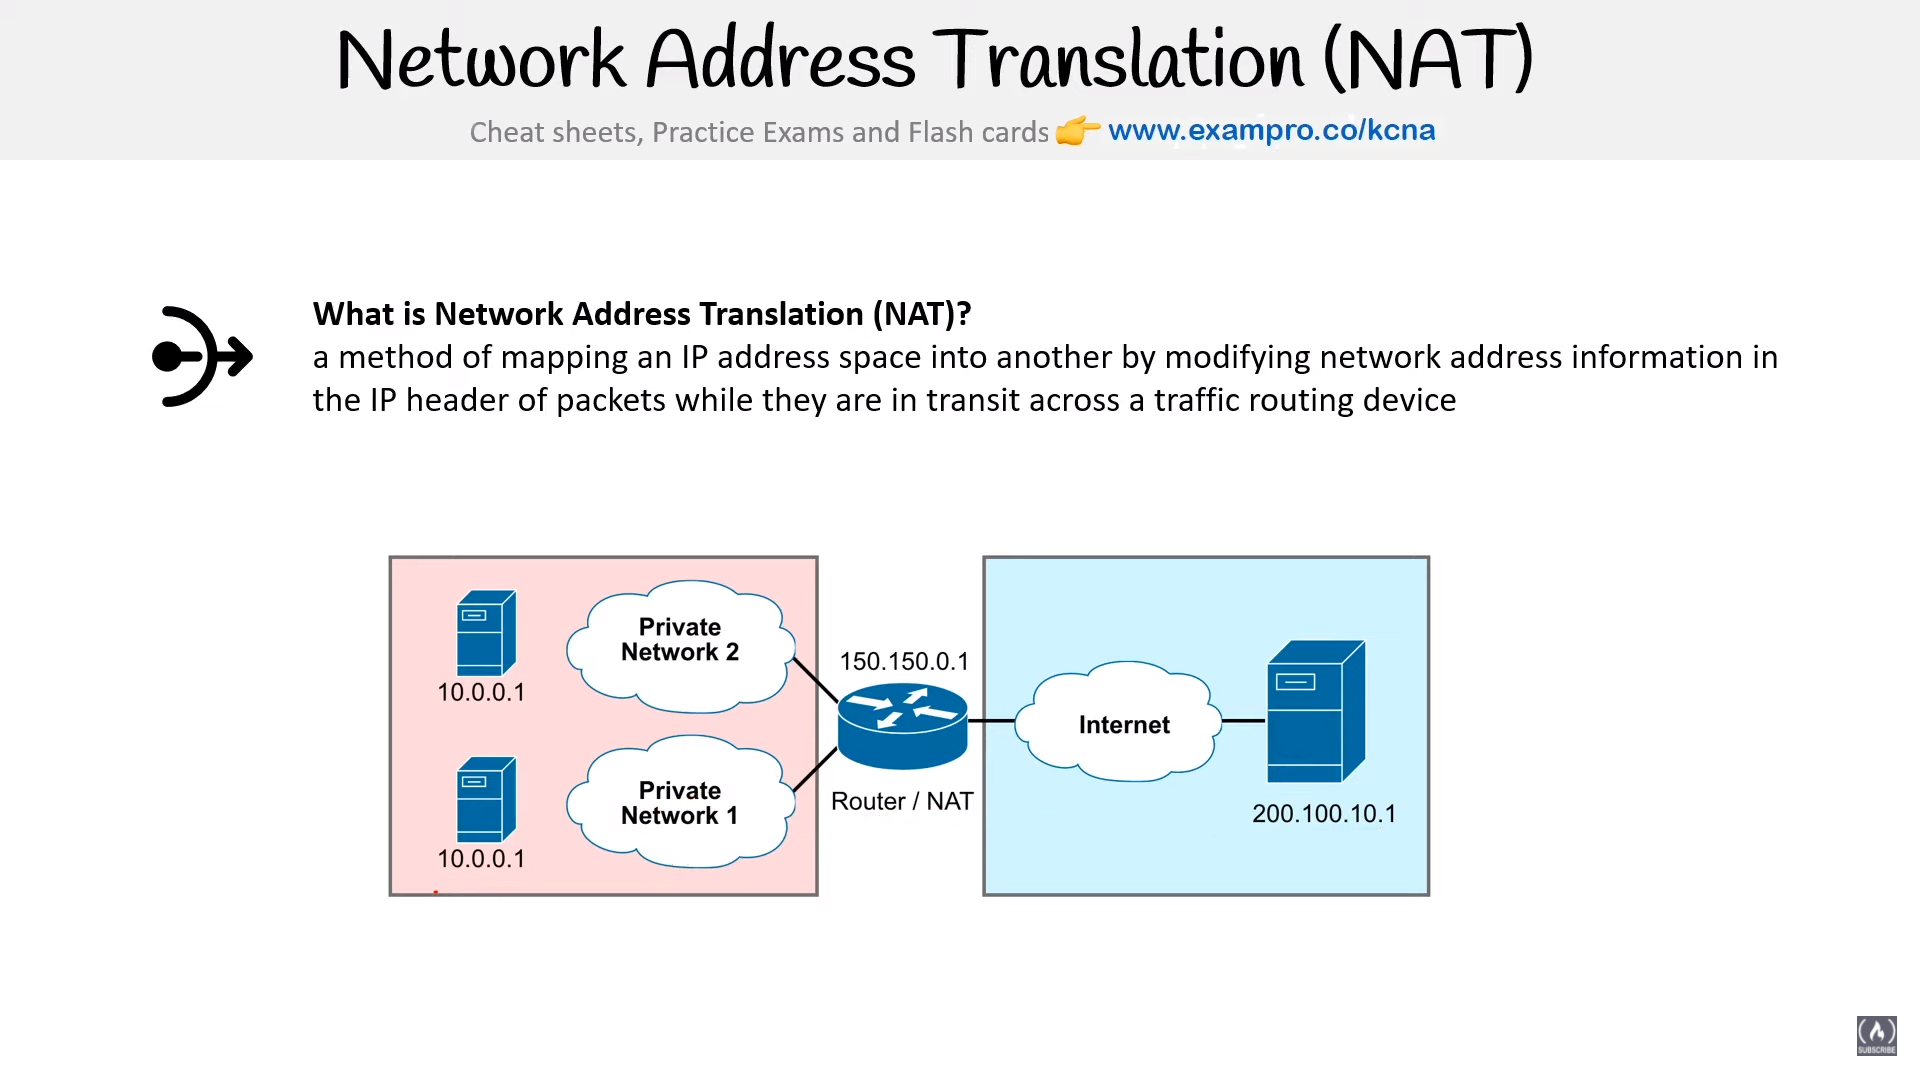 Network Address Translation (NAT)
Cheat sheets, Practice Exams and Flash cards 👉 www.exampro.co/kcna
What is Network Address Translation (NAT)?
a method of mapping an IP address space into another by modifying network address information in
the IP header of packets while they are in transit across a traffic routing device
Private
Network 2
10.0.0.1
150.150.0.1
Internet
Private
Network 1
Router / NAT
200.100.10.1
10.0.0.1
SUBSCRIBE